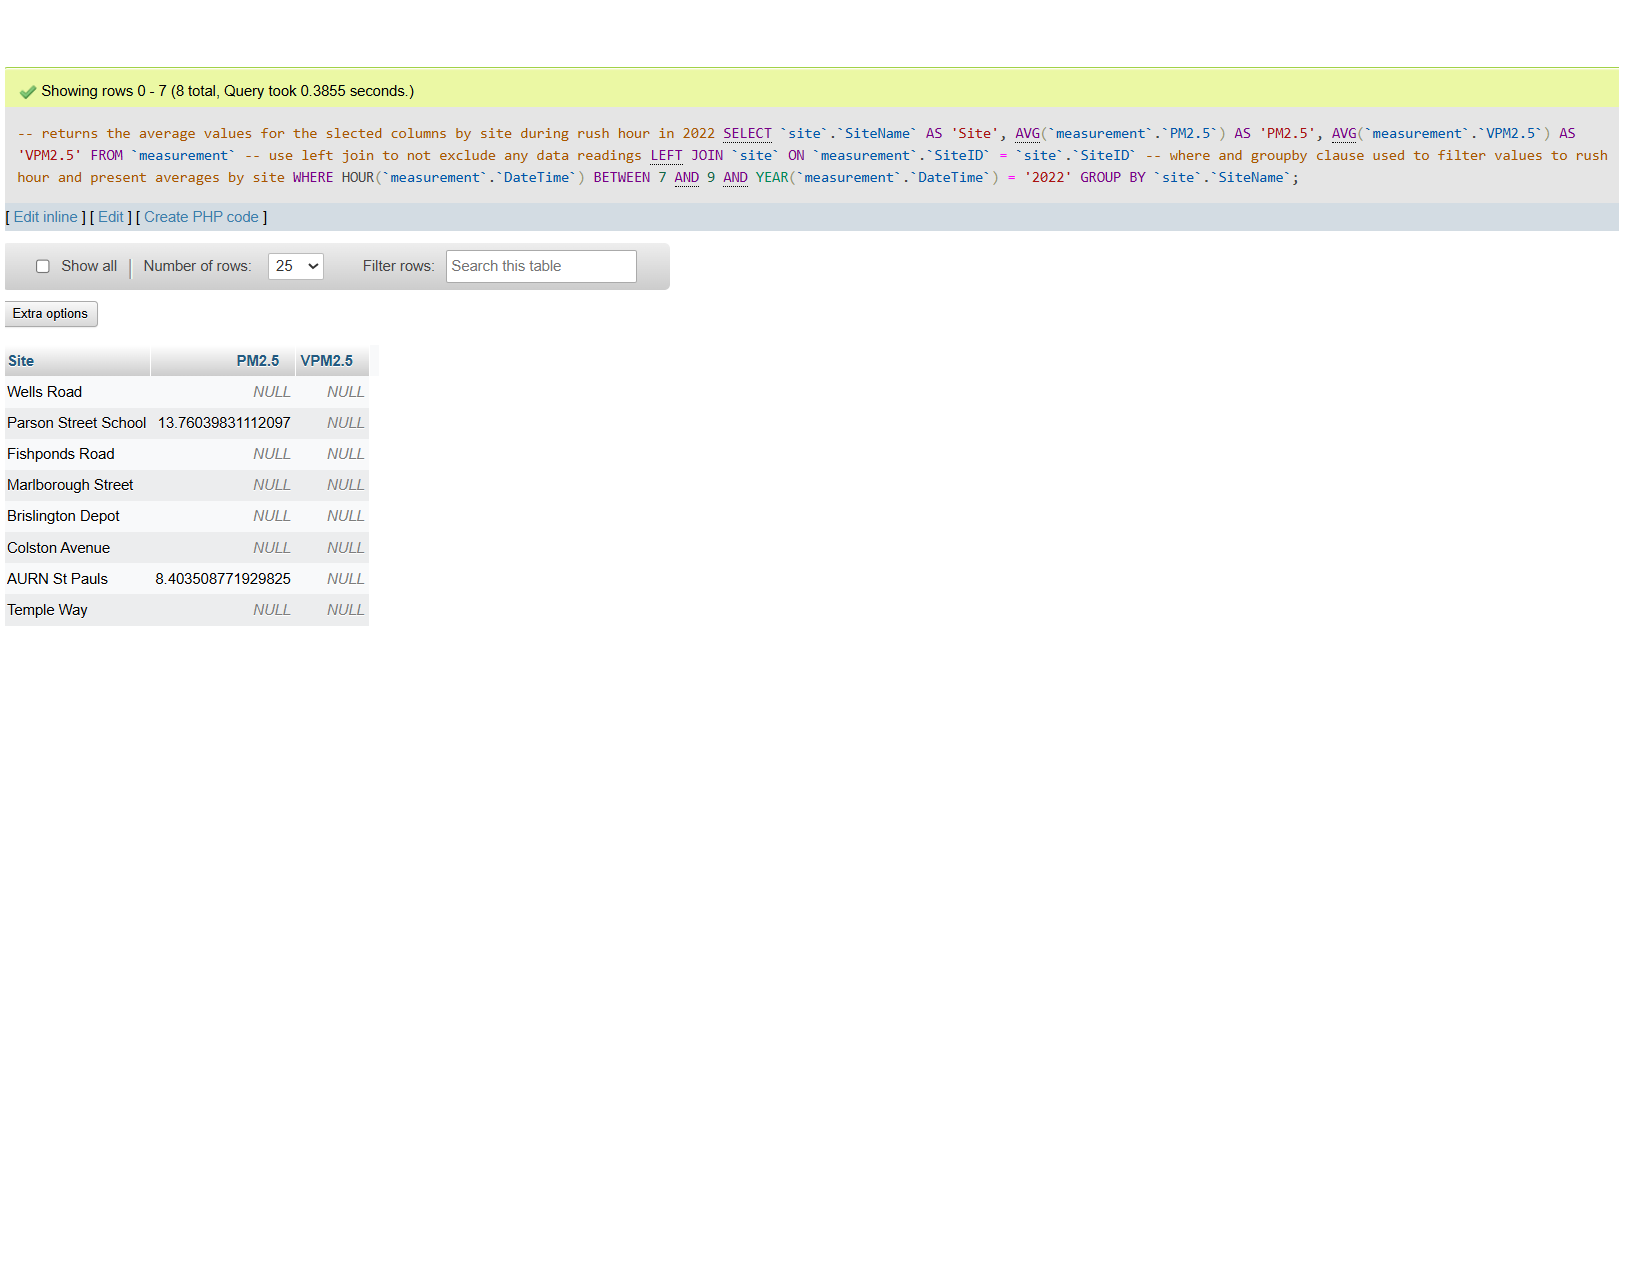 Showing rows 0 - 7 (8 total, Query took 0.3855 seconds.)
-- returns the average values for the slected columns by site during rush hour in 2022 SELECT `site`.`SiteName` AS 'Site', AVG(`measurement`.`PM2.5`) AS 'PM2.5', AVG(`measurement`.`VPM2.5`) AS
'VPM2.5' FROM `measurement` -- use left join to not exclude any data readings LEFT JOIN `site` ON `measurement`.`SiteID` = `site`.`SiteID` -- where and groupby clause used to filter values to rush
hour and present averages by site WHERE HOUR(`measurement`.`DateTime`) BETWEEN 7 AND 9 AND YEAR(`measurement`.`DateTime`) = '2022' GROUP BY `site`.`SiteName`;
[ Edit inline ] [ Edit ] [ Create PHP code ]
Show all | Number of rows: 25 Filter rows: Search this table
Extra options
Site PM2.5 VPM2.5
Wells Road NULL NULL
Parson Street School 13.76039831112097 NULL
Fishponds Road NULL NULL
Marlborough Street NULL NULL
Brislington Depot NULL NULL
Colston Avenue NULL NULL
AURN St Pauls 8.403508771929825 NULL
Temple Way NULL NULL